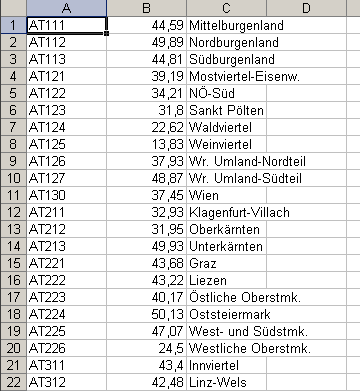 A B C D
1 AT111 44,59 Mittelburgenland
2 AT112 49,89 Nordburgenland
3 AT113 44,81 Südburgenland
4 AT121 39,19 Mostviertel-Eisenw.
5 AT122 34,21 NÖ-Süd
6 AT123 31,8 Sankt Pölten
7 AT124 22,62 Waldviertel
8 AT125 13,83 Weinviertel
9 AT126 37,93 Wr. Umland-Nordteil
10 AT127 48,87 Wr. Umland-Südteil
11 AT130 37,45 Wien
12 AT211 32,93 Klagenfurt-Villach
13 AT212 31,95 Oberkärnten
14 AT213 49,93 Unterkärnten
15 AT221 43,68 Graz
16 AT222 43,22 Liezen
17 AT223 40,17 Östliche Oberstmk.
18 AT224 50,13 Oststeiermark
19 AT225 47,07 West- und Südstmk.
20 AT226 24,5 Westliche Oberstmk.
21 AT311 43,4 Innviertel
22 AT312 42,48 Linz-Wels